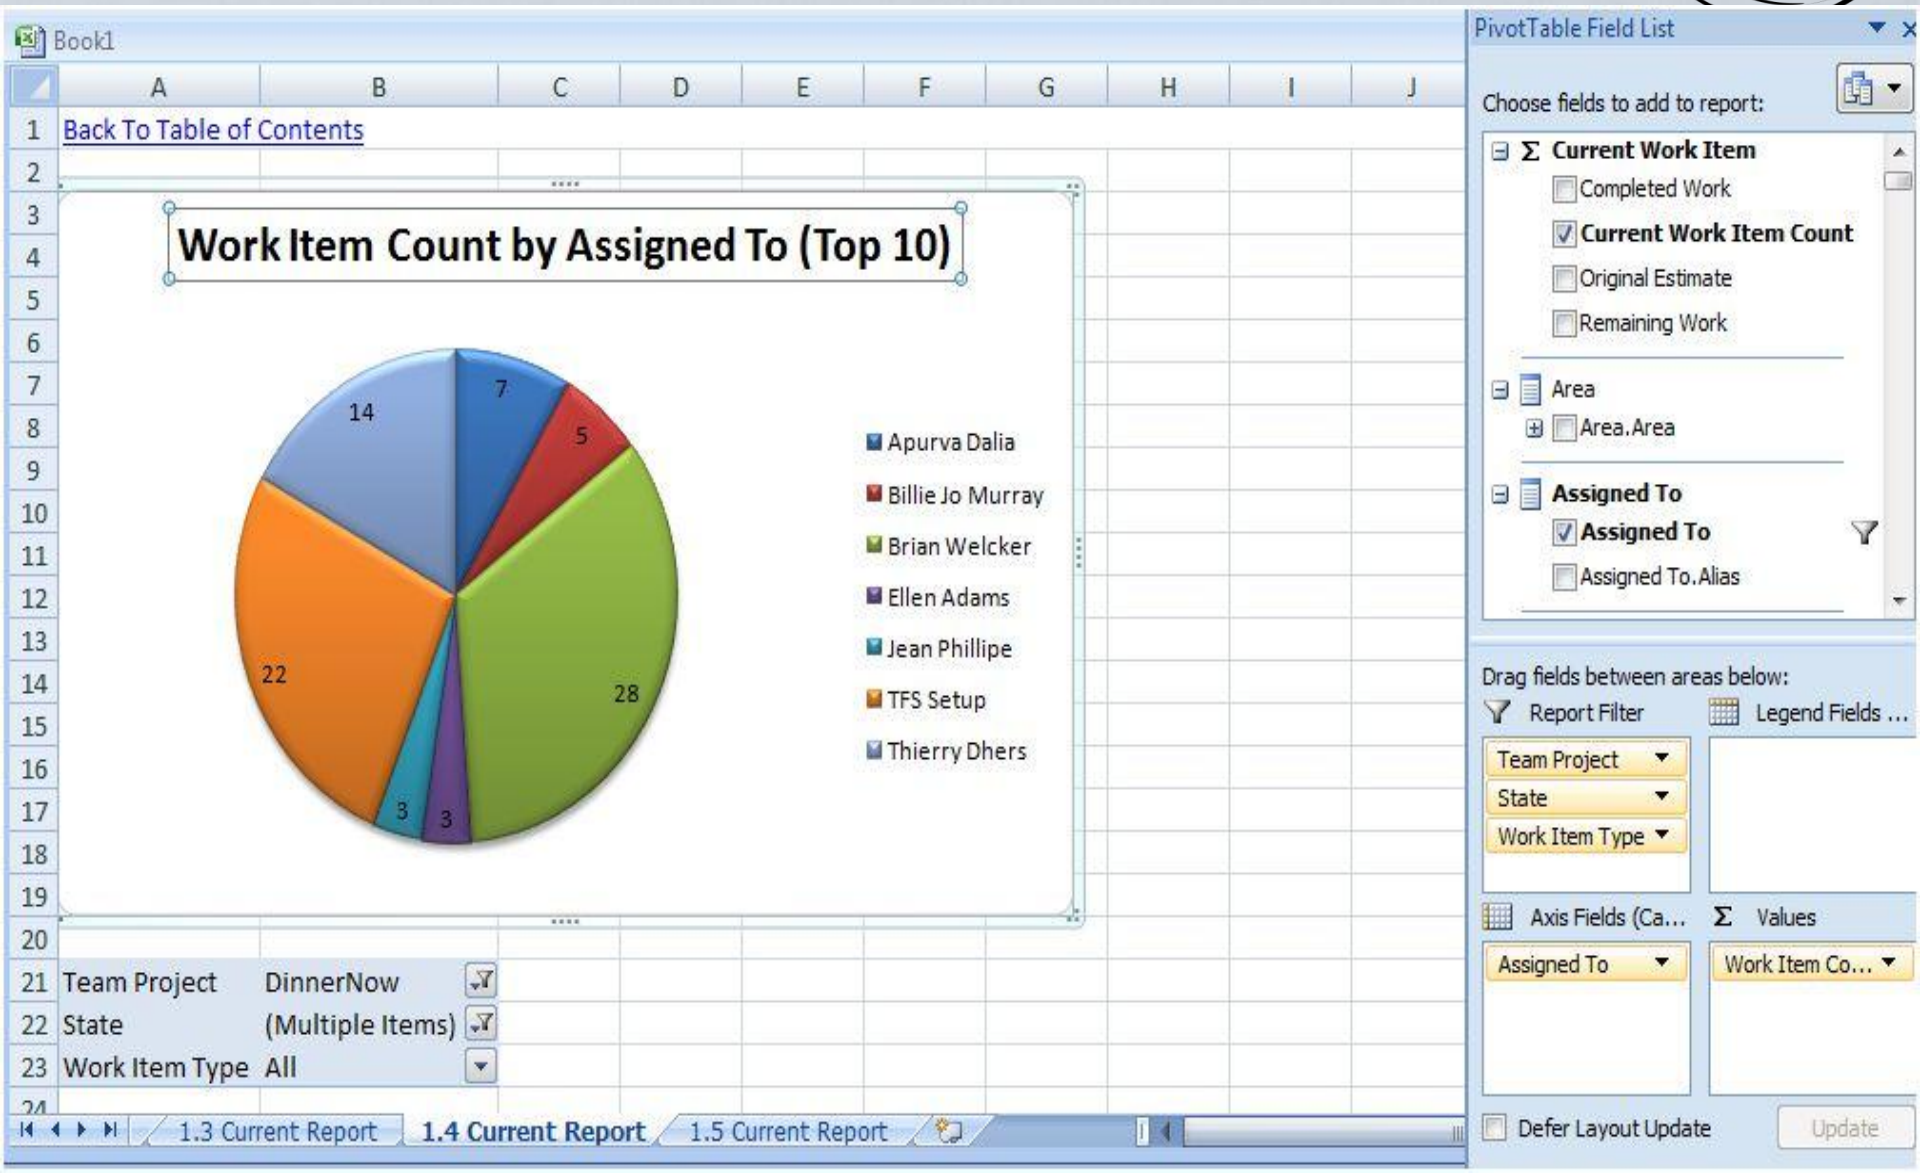 Book1
PivotTable Field List
A B C D E F G H I J
Choose fields to add to report:
1 Back To Table of Contents
2
3
4
5
6
7
8
9
10
11
12
13
14
15
16
17
18
19
20
Work Item Count by Assigned To (Top 10)
7
5
14
22
28
3
3
Apurva Dalia
Billie Jo Murray
Brian Welcker
Ellen Adams
Jean Phillipe
TFS Setup
Thierry Dhers
21 Team Project DinnerNow
22 State (Multiple Items)
23 Work Item Type All
24
1.3 Current Report 1.4 Current Report 1.5 Current Report
Σ Current Work Item
Completed Work
Current Work Item Count
Original Estimate
Remaining Work
Area
Area.Area
Assigned To
Assigned To
Assigned To.Alias
Drag fields between areas below:
Report Filter Legend Fields ...
Team Project
State
Work Item Type
Axis Fields (Ca... Σ Values
Assigned To Work Item Co...
Defer Layout Update Update